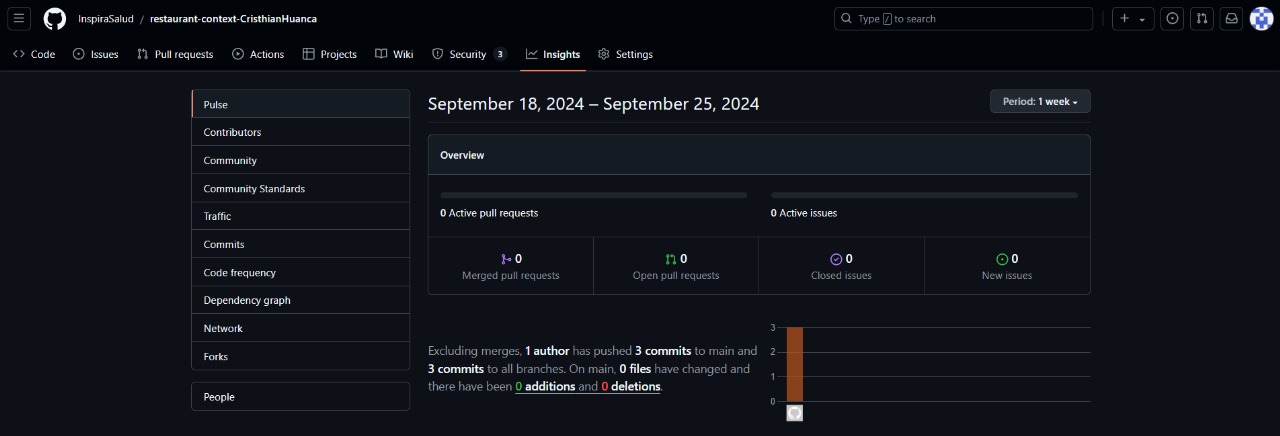 InspiraSalud / restaurant-context-CristhianHuanca
Type / to search
Code Issues Pull requests Actions Projects Wiki Security 3 Insights Settings
Pulse
Contributors
Community
Community Standards
Traffic
Commits
Code frequency
Dependency graph
Network
Forks
People
September 18, 2024 – September 25, 2024
Period: 1 week
Overview
0 Active pull requests
0 Active issues
0
Merged pull requests
0
Open pull requests
0
Closed issues
0
New issues
Excluding merges, 1 author has pushed 3 commits to main and
3 commits to all branches. On main, 0 files have changed and
there have been 0 additions and 0 deletions.
3
2
1
0